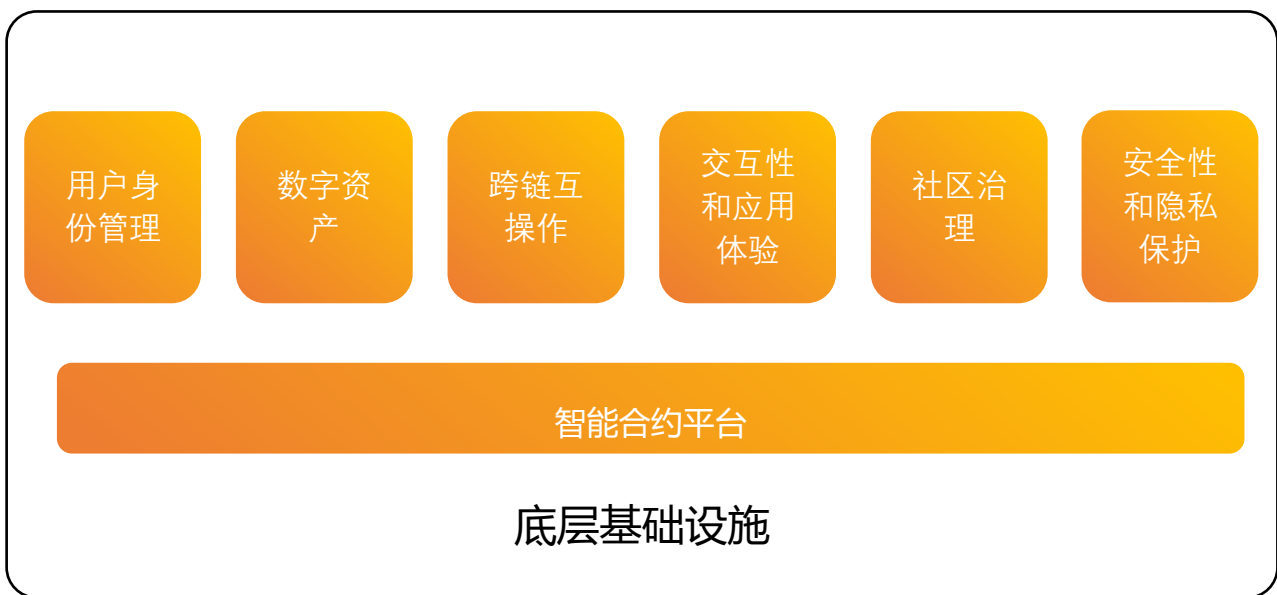 用户身
份管理
数字资
产
跨链互
操作
交互性
和应用
体验
社区治
理
安全性
和隐私
保护
智能合约平台
底层基础设施